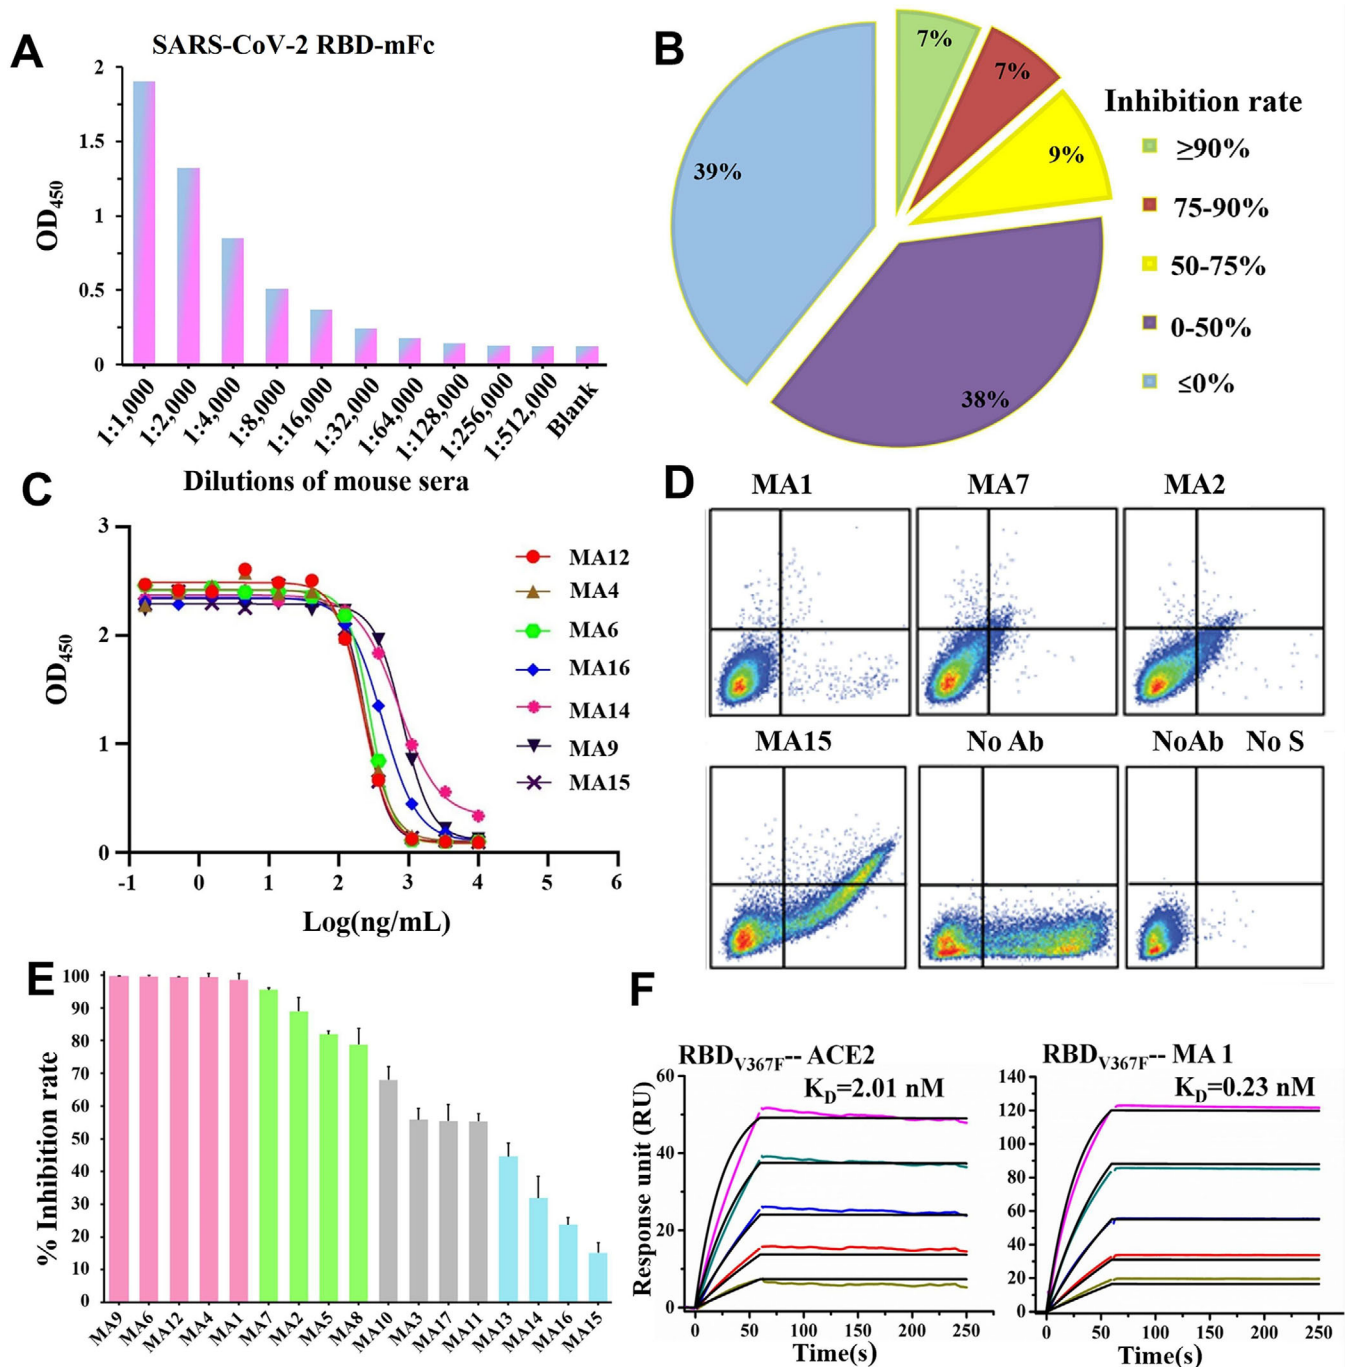 A
SARS-CoV-2 RBD-mFc
2
1.5
1
0.5
0
OD450
1:1,000
1:2,000
1:4,000
1:8,000
1:16,000
1:32,000
1:64,000
1:128,000
1:256,000
1:512,000
Blank
Dilutions of mouse sera
B
7%
7%
9%
38%
39%
Inhibition rate
≥90%
75-90%
50-75%
0-50%
≤0%
C
3
2
1
0
OD450
-1 0 1 2 3 4 5 6
Log(ng/mL)
MA12
MA4
MA6
MA16
MA14
MA9
MA15
D
MA1 MA7 MA2
MA15 No Ab NoAb No S
E
100
90
80
70
60
50
40
30
20
10
0
% Inhibition rate
MA9
MA6
MA12
MA4
MA1
MA7
MA2
MA5
MA8
MA10
MA3
MA17
MA11
MA13
MA14
MA16
MA15
F
RBDV367F-- ACE2
KD=2.01 nM
60
40
20
0
Response unit (RU)
0 50 100 150 200 250
Time(s)
RBDV367F-- MA 1
KD=0.23 nM
140
120
100
80
60
40
20
0
0 50 100 150 200 250
Time(s)